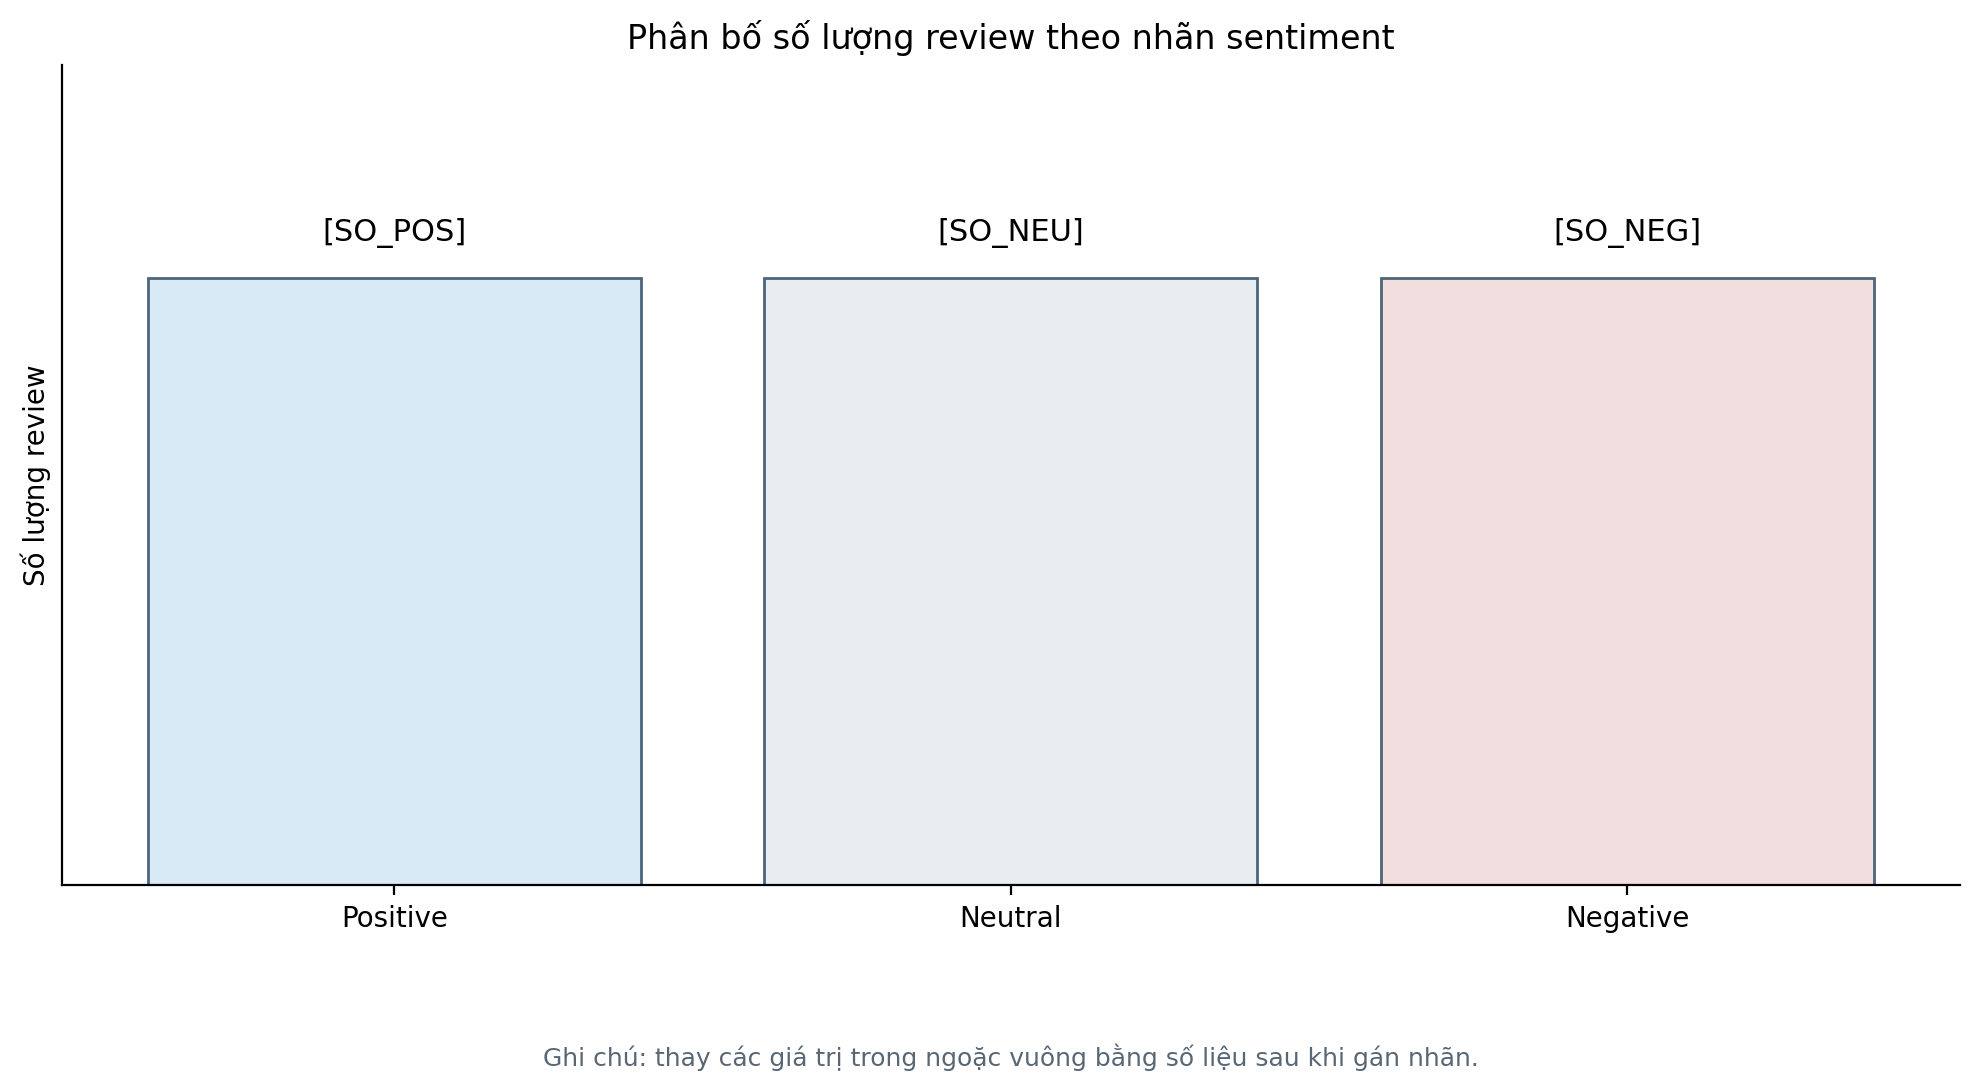 Phân bố số lượng review theo nhãn sentiment
[SO_POS]
[SO_NEU]
[SO_NEG]
Số lượng review
Positive
Neutral
Negative
Ghi chú: thay các giá trị trong ngoặc vuông bằng số liệu sau khi gán nhãn.